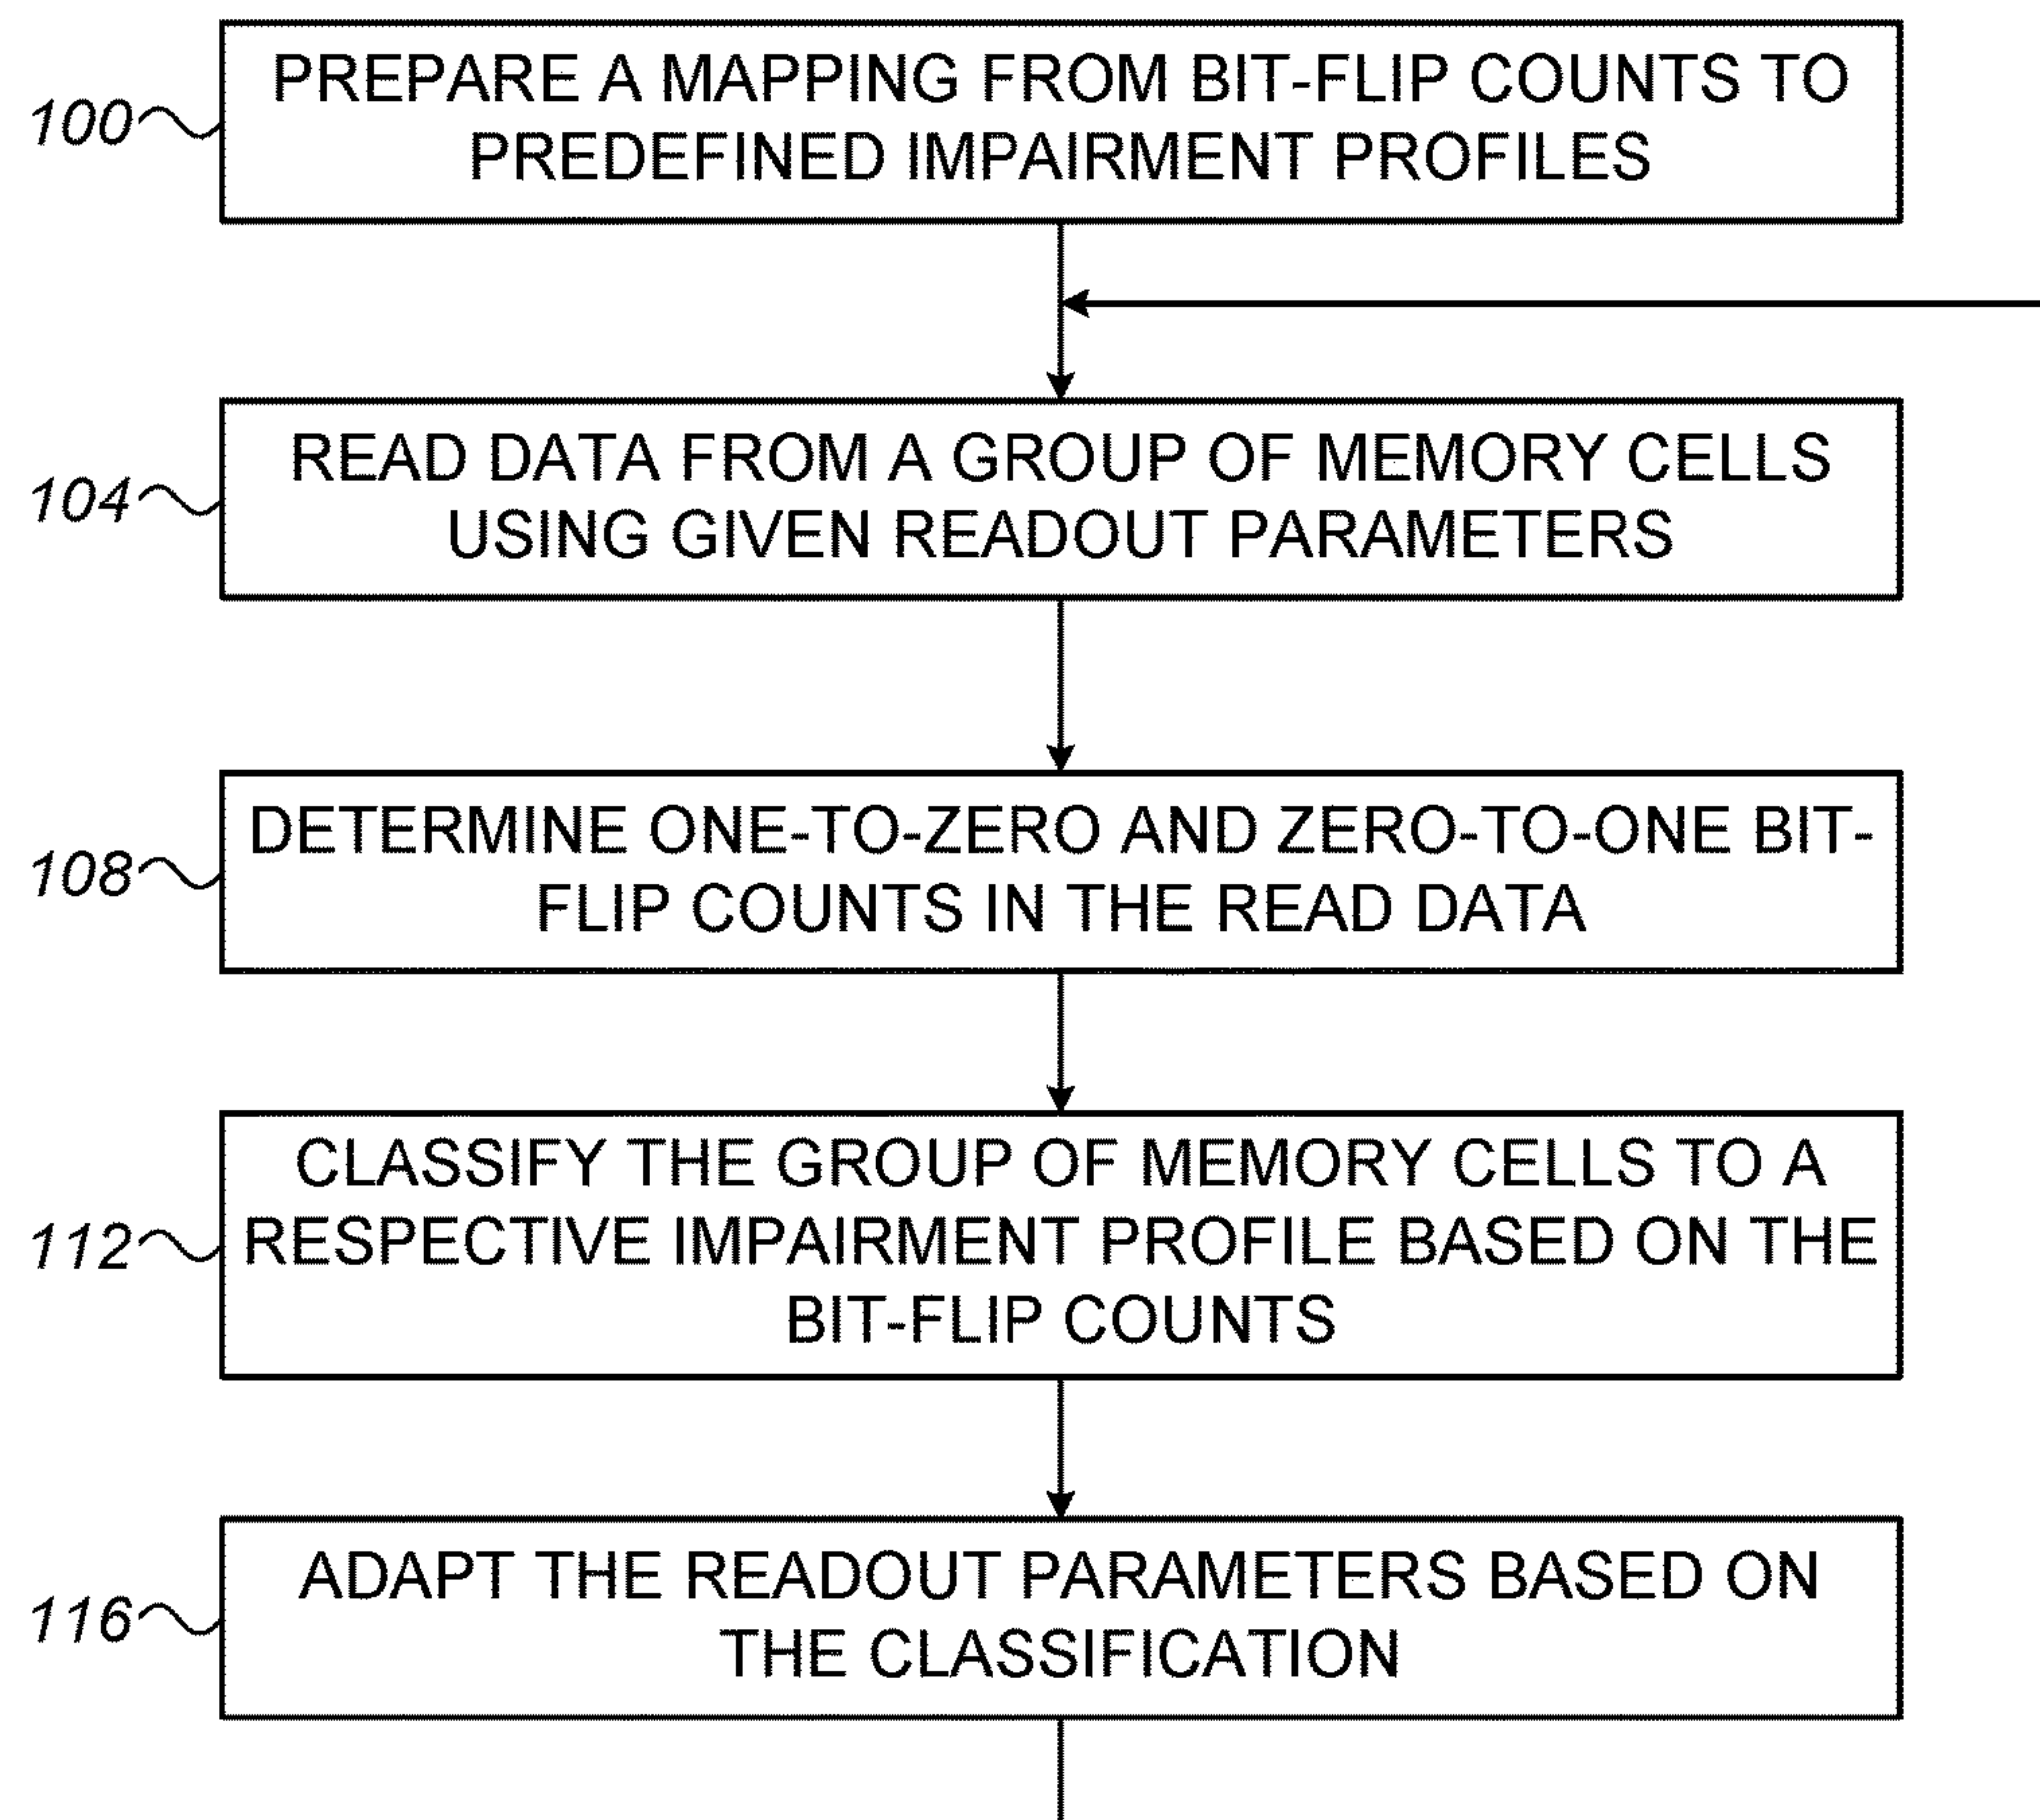 100
PREPARE A MAPPING FROM BIT-FLIP COUNTS TO
PREDEFINED IMPAIRMENT PROFILES
104
READ DATA FROM A GROUP OF MEMORY CELLS
USING GIVEN READOUT PARAMETERS
108
DETERMINE ONE-TO-ZERO AND ZERO-TO-ONE BIT-
FLIP COUNTS IN THE READ DATA
112
CLASSIFY THE GROUP OF MEMORY CELLS TO A
RESPECTIVE IMPAIRMENT PROFILE BASED ON THE
BIT-FLIP COUNTS
116
ADAPT THE READOUT PARAMETERS BASED ON
THE CLASSIFICATION